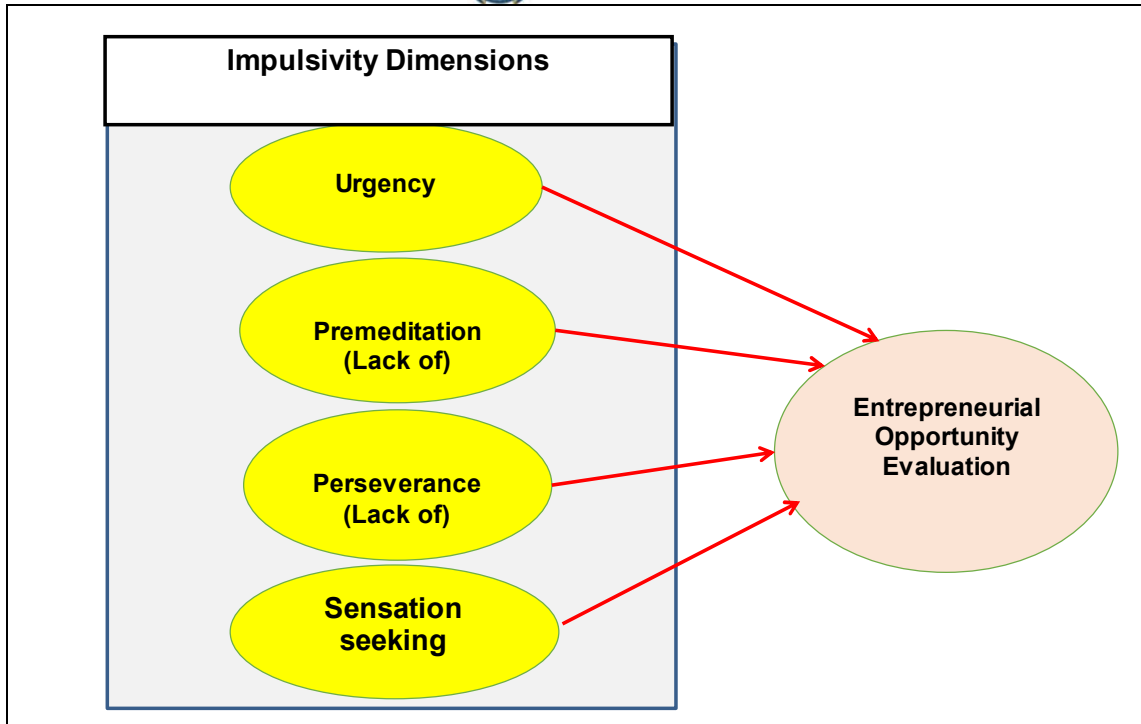 Impulsivity Dimensions
Urgency
Premeditation
(Lack of)
Perseverance
(Lack of)
Sensation
seeking
Entrepreneurial
Opportunity
Evaluation